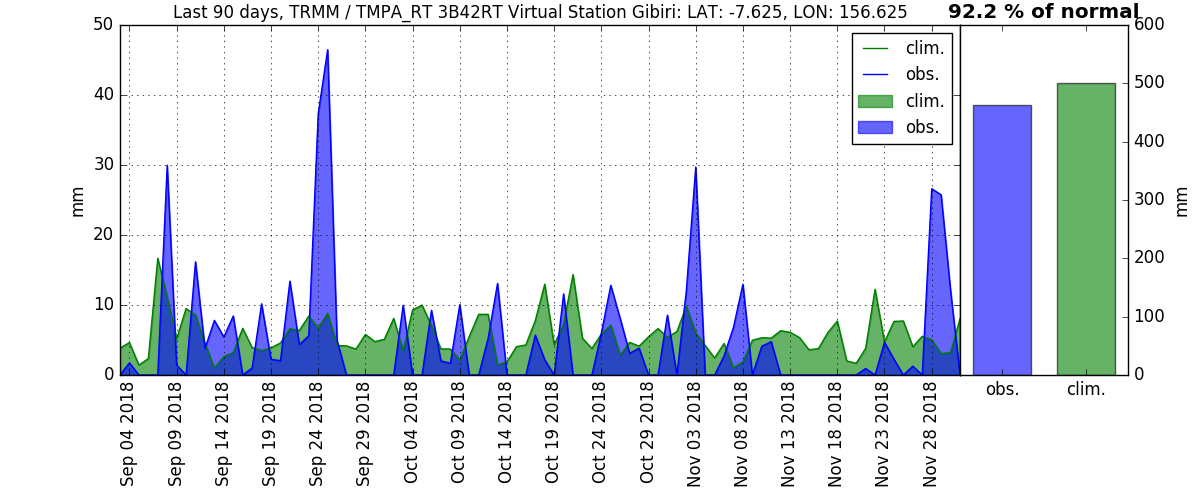 Last 90 days, TRMM / TMPA_RT 3B42RT Virtual Station Gibiri: LAT: -7.625, LON: 156.625
92.2 % of normal
50
40
30
20
10
0
mm
clim.
obs.
clim.
obs.
Sep 04 2018
Sep 09 2018
Sep 14 2018
Sep 19 2018
Sep 24 2018
Sep 29 2018
Oct 04 2018
Oct 09 2018
Oct 14 2018
Oct 19 2018
Oct 24 2018
Oct 29 2018
Nov 03 2018
Nov 08 2018
Nov 13 2018
Nov 18 2018
Nov 23 2018
Nov 28 2018
600
500
400
300
200
100
0
mm
obs.
clim.